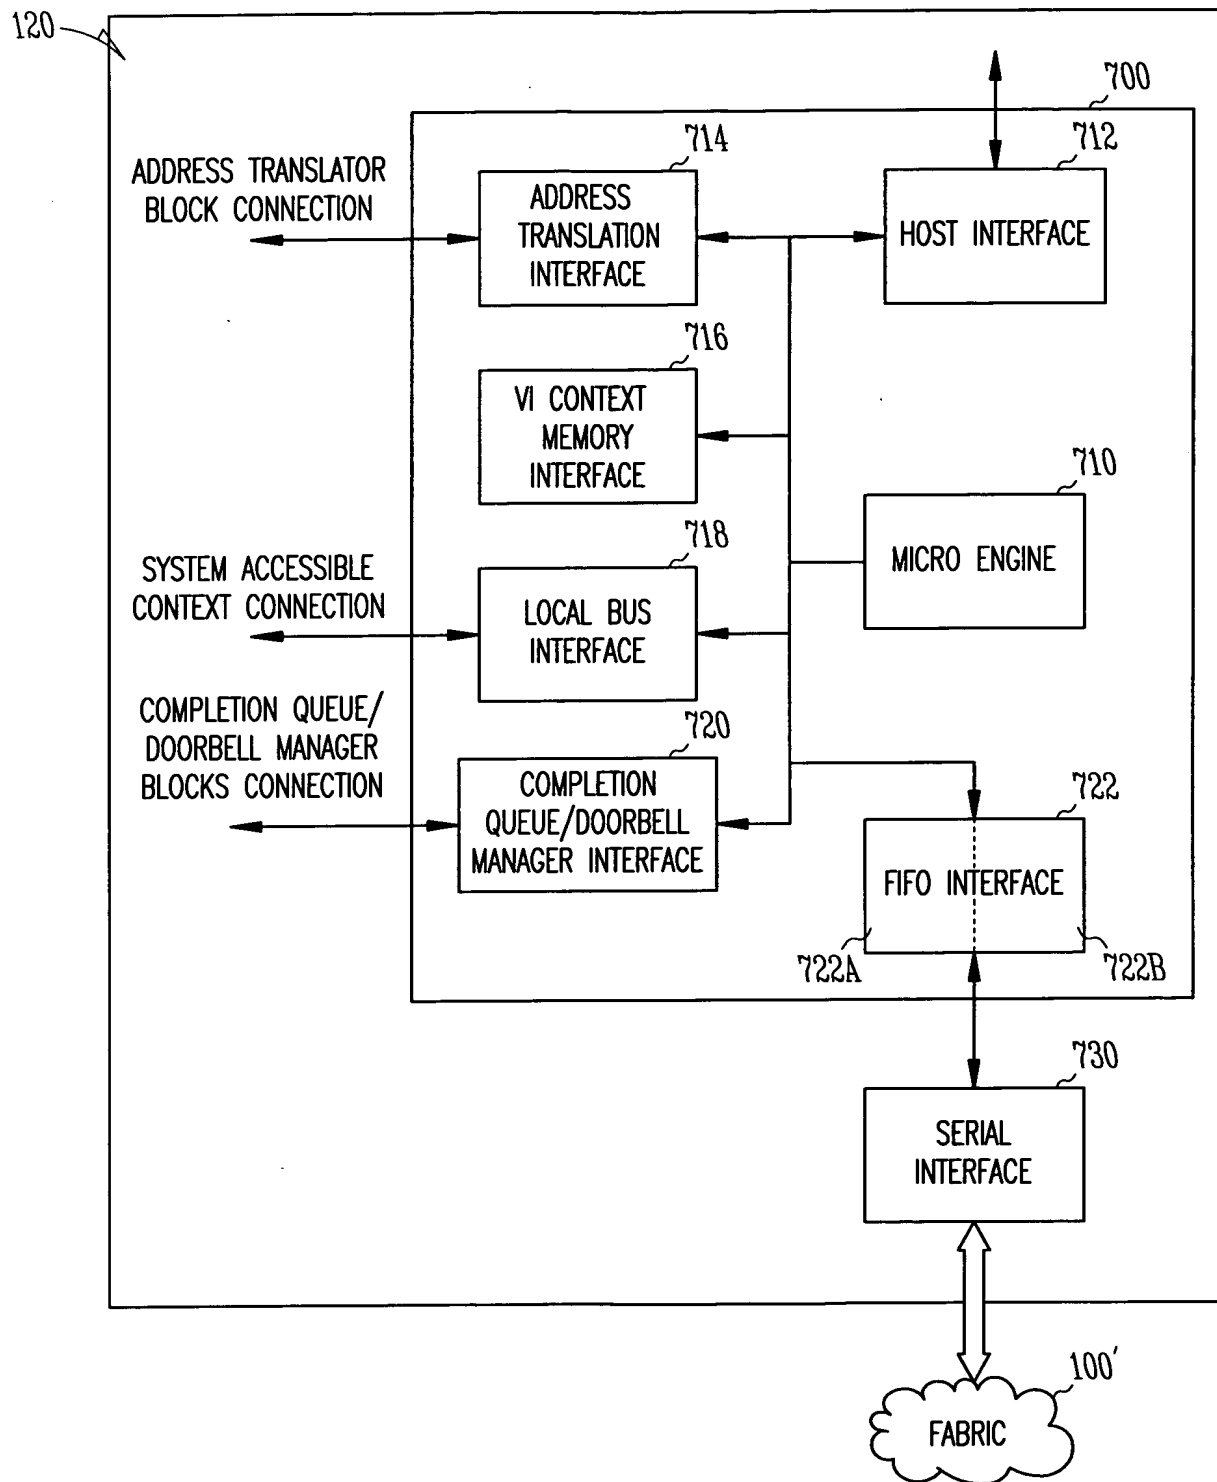 120
700
714
712
ADDRESS TRANSLATOR
BLOCK CONNECTION
ADDRESS
TRANSLATION
INTERFACE
HOST INTERFACE
716
VI CONTEXT
MEMORY
INTERFACE
710
MICRO ENGINE
718
SYSTEM ACCESSIBLE
CONTEXT CONNECTION
LOCAL BUS
INTERFACE
COMPLETION QUEUE/
DOORBELL MANAGER
BLOCKS CONNECTION
720
COMPLETION
QUEUE/DOORBELL
MANAGER INTERFACE
722
FIFO INTERFACE
722A
722B
730
SERIAL
INTERFACE
100'
FABRIC